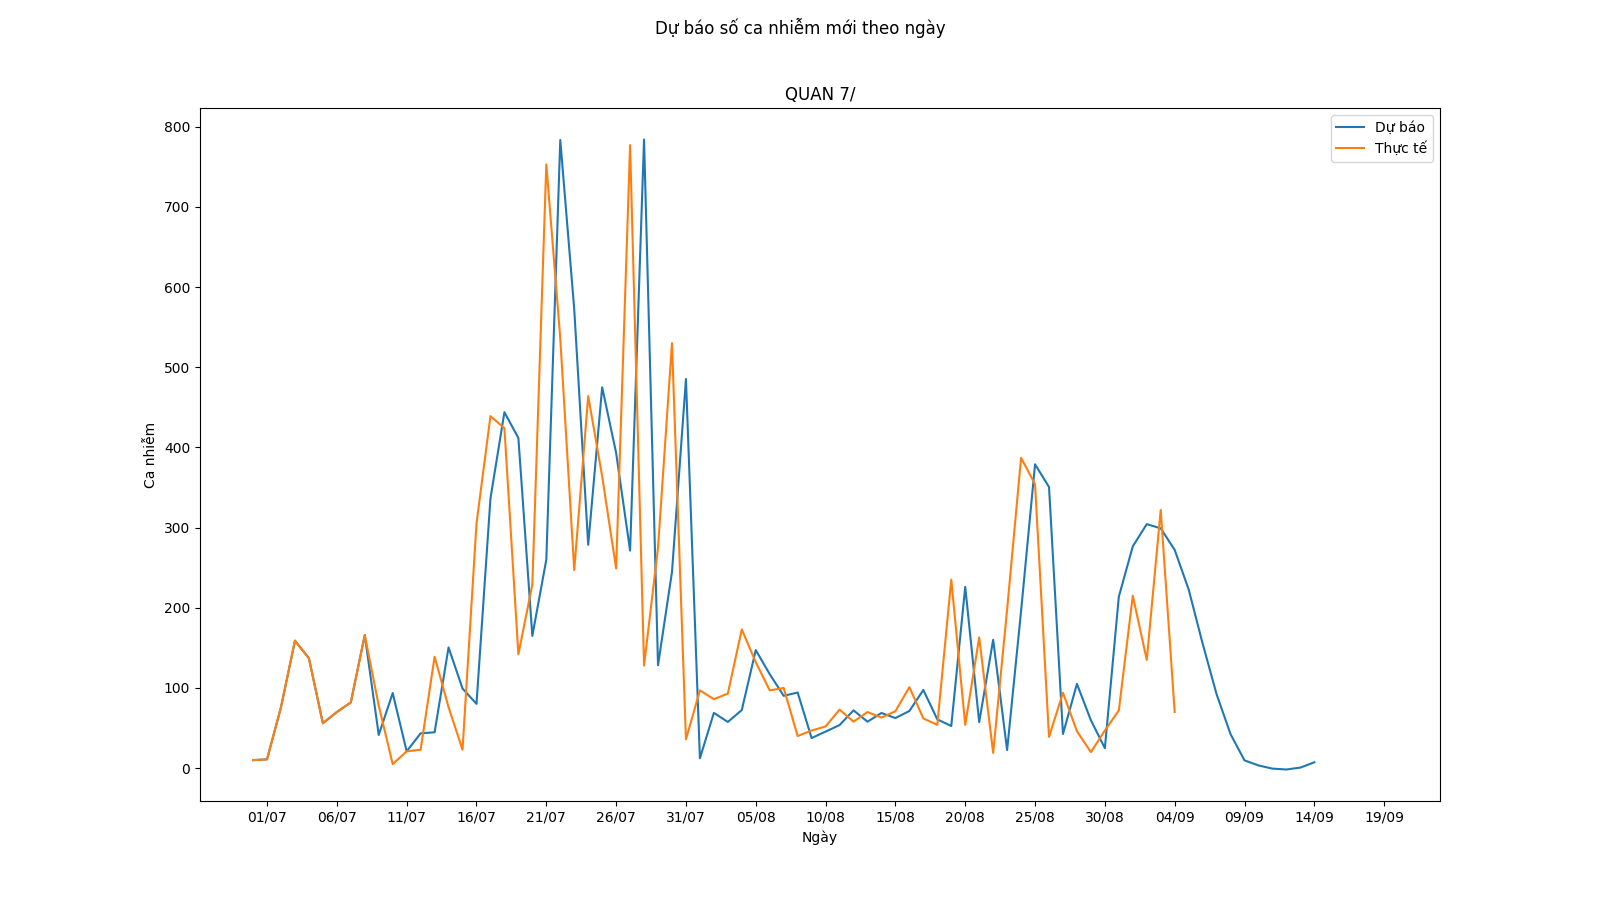 Dự báo số ca nhiễm mới theo ngày
QUAN 7/
Dự báo
Thực tế
800
700
600
500
400
300
200
100
0
Ca nhiễm
01/07 06/07 11/07 16/07 21/07 26/07 31/07 05/08 10/08 15/08 20/08 25/08 30/08 04/09 09/09 14/09 19/09
Ngày